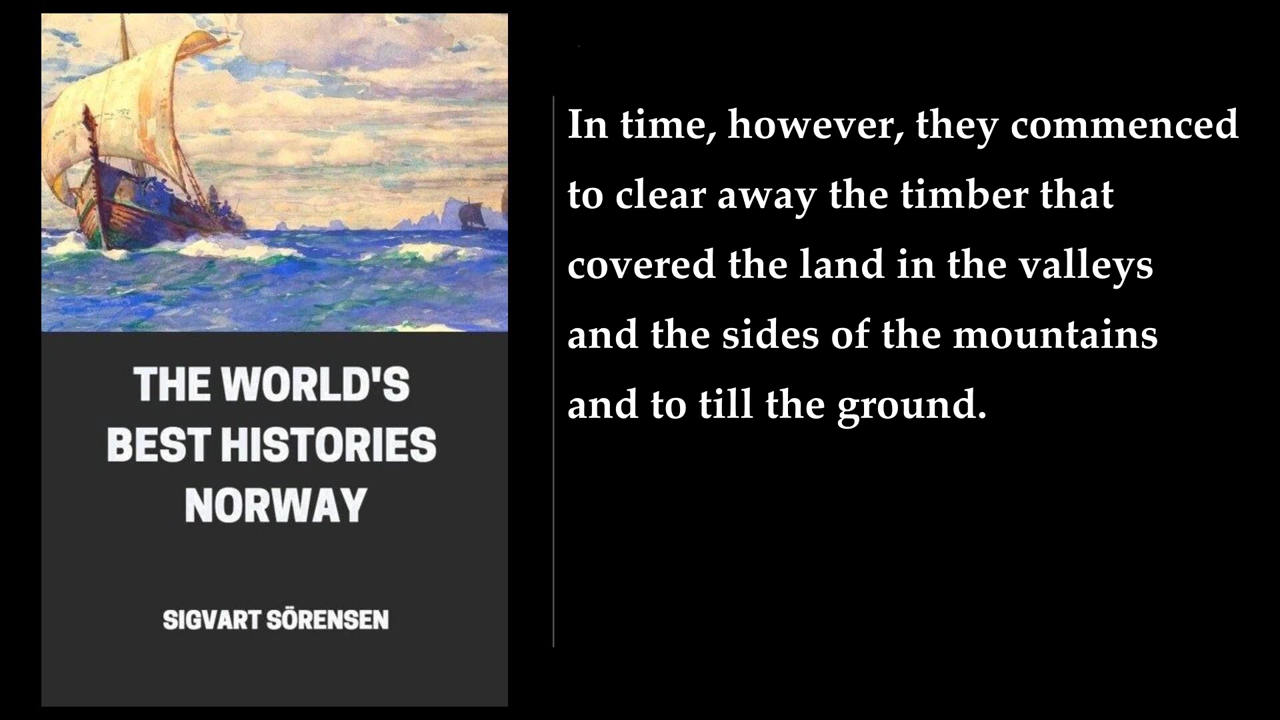 THE WORLD'S
BEST HISTORIES
NORWAY
SIGVART SÖRENSEN
In time, however, they commenced
to clear away the timber that
covered the land in the valleys
and the sides of the mountains
and to till the ground.